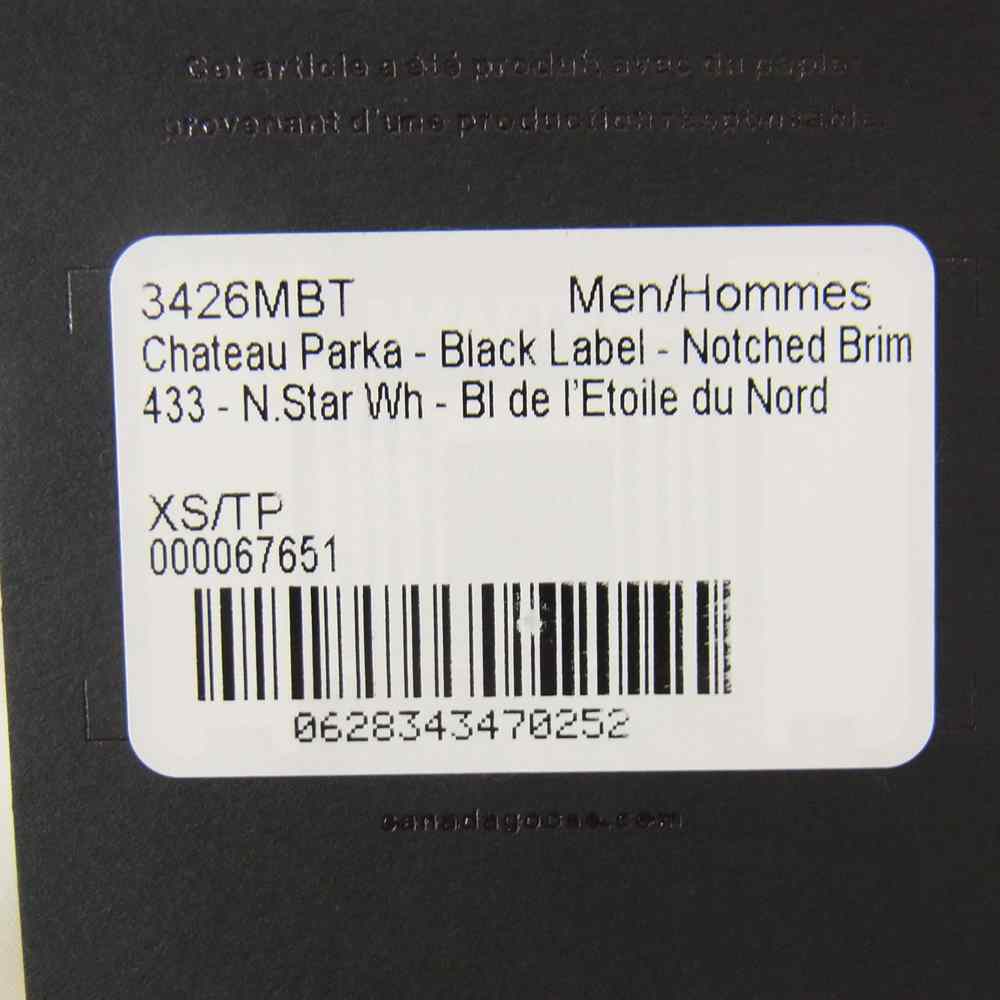 Cet article a été produit avec du papier
provenant d'une production responsable.
3426MBT Men/Hommes
Chateau Parka - Black Label - Notched Brim
433 - N.Star Wh - Bl de l'Etoile du Nord
XS/TP
000067651
0628343470252
canadagoose.com